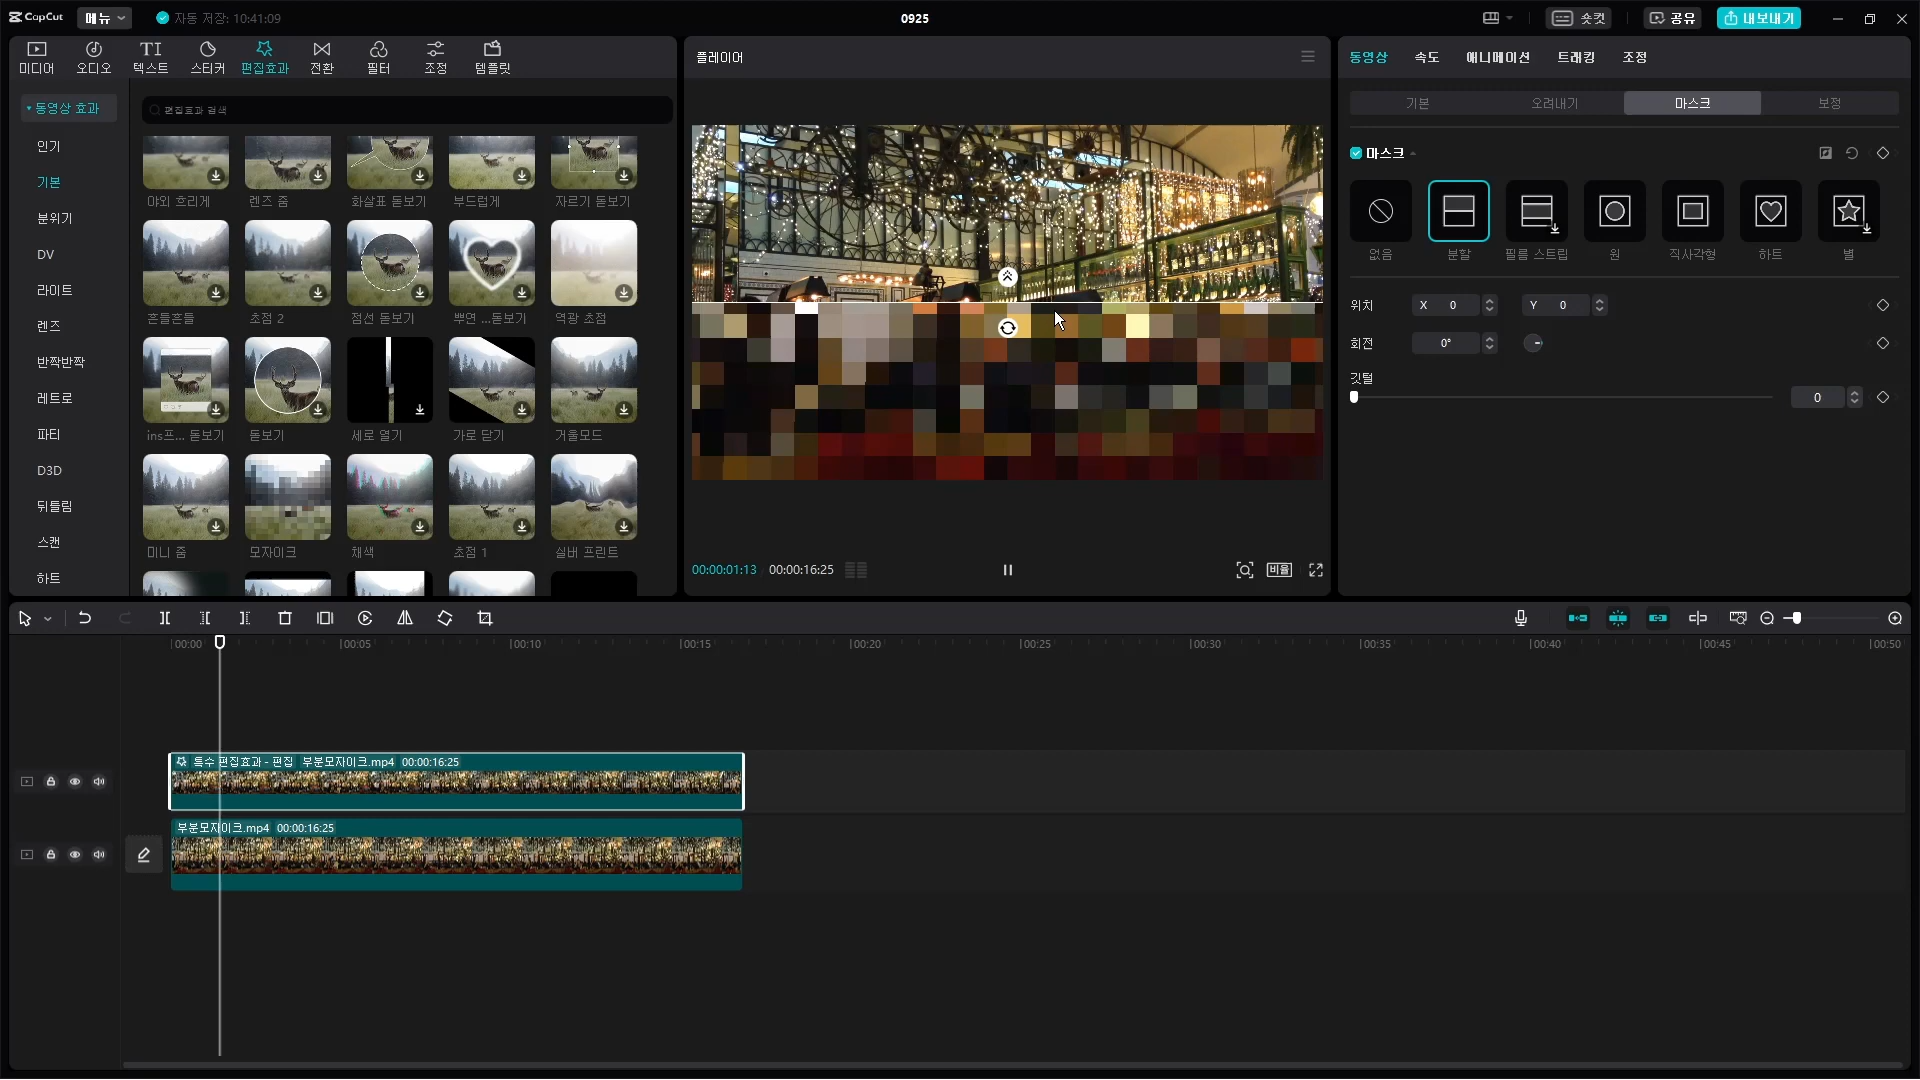 CapCut
메뉴
자동 저장: 10:41:09
0925
숏컷
공유
내보내기
미디어
오디오
TI
텍스트
스티커
편집효과
전환
필터
조정
템플릿
동영상 효과
인기
기본
분위기
DV
라이트
렌즈
반짝반짝
레트로
파티
D3D
뒤틀림
스캔
하트
편집효과 검색
야외 흐리게
렌즈 줌
화살표 돋보기
부드럽게
자르기 돋보기
흔들흔들
초점 2
점선 돋보기
뿌연 ...돋보기
역광 초점
ins프... 돋보기
돋보기
세로 열기
가로 닫기
거울모드
미니 줌
모자이크
채색
초점 1
실버 프린트
플레이어
00:00:01:13
00:00:16:25
비율
동영상
속도
애니메이션
트래킹
조정
기본
오려내기
마스크
보정
마스크
없음
분할
필름 스트립
원
직사각형
하트
별
위치
X 0
Y 0
회전
0°
깃털
0
00:00
00:05
00:10
00:15
00:20
00:25
00:30
00:35
00:40
00:45
00:50
특수 편집효과 - 편집 부분모자이크.mp4 00:00:16:25
부분모자이크.mp4 00:00:16:25